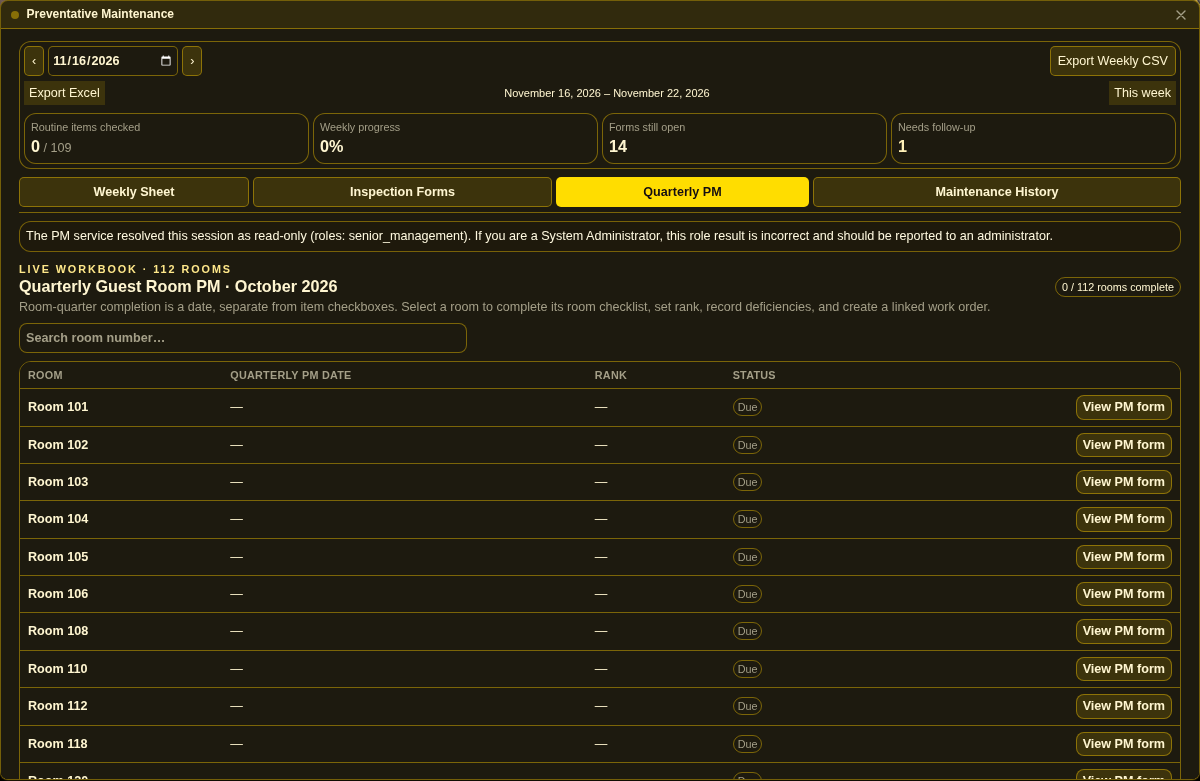 Preventative Maintenance
‹ 11/16/2026 › Export Weekly CSV
Export Excel November 16, 2026 – November 22, 2026 This week
Routine items checked Weekly progress Forms still open Needs follow-up
0 / 109 0% 14 1
Weekly Sheet Inspection Forms Quarterly PM Maintenance History
The PM service resolved this session as read-only (roles: senior_management). If you are a System Administrator, this role result is incorrect and should be reported to an administrator.
LIVE WORKBOOK · 112 ROOMS
Quarterly Guest Room PM · October 2026 0 / 112 rooms complete
Room-quarter completion is a date, separate from item checkboxes. Select a room to complete its room checklist, set rank, record deficiencies, and create a linked work order.
Search room number…
ROOM QUARTERLY PM DATE RANK STATUS
Room 101 — — Due View PM form
Room 102 — — Due View PM form
Room 103 — — Due View PM form
Room 104 — — Due View PM form
Room 105 — — Due View PM form
Room 106 — — Due View PM form
Room 108 — — Due View PM form
Room 110 — — Due View PM form
Room 112 — — Due View PM form
Room 118 — — Due View PM form